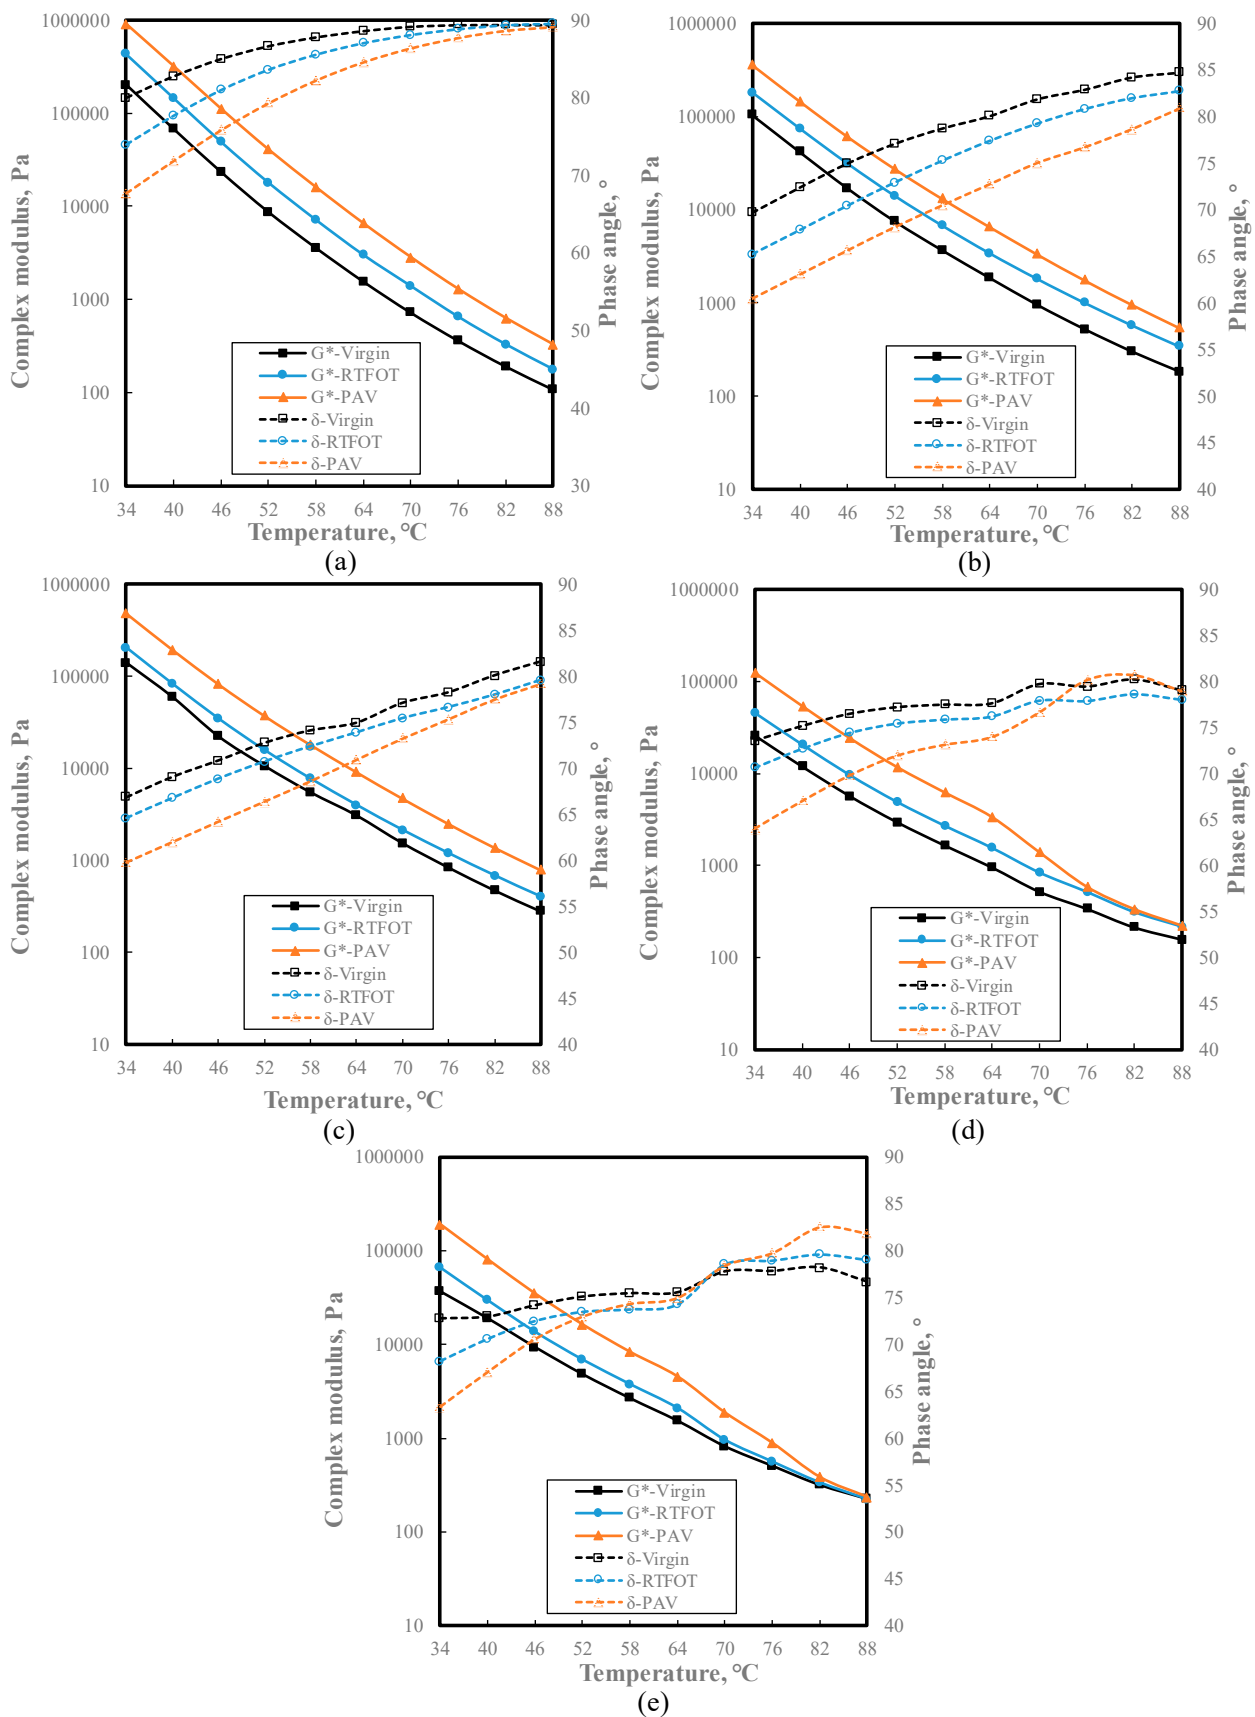 1000000
100000
10000
1000
100
10
Complex modulus, Pa
90
80
70
60
50
40
30
Phase angle, °
G*-Virgin
G*-RTFOT
G*-PAV
δ-Virgin
δ-RTFOT
δ-PAV
34 40 46 52 58 64 70 76 82 88
Temperature, °C
(a)
1000000
100000
10000
1000
100
10
Complex modulus, Pa
90
85
80
75
70
65
60
55
50
45
40
Phase angle, °
G*-Virgin
G*-RTFOT
G*-PAV
δ-Virgin
δ-RTFOT
δ-PAV
34 40 46 52 58 64 70 76 82 88
Temperature, °C
(b)
1000000
100000
10000
1000
100
10
Complex modulus, Pa
90
85
80
75
70
65
60
55
50
45
40
Phase angle, °
G*-Virgin
G*-RTFOT
G*-PAV
δ-Virgin
δ-RTFOT
δ-PAV
34 40 46 52 58 64 70 76 82 88
Temperature, °C
(c)
1000000
100000
10000
1000
100
10
Complex modulus, Pa
90
85
80
75
70
65
60
55
50
45
40
Phase angle, °
G*-Virgin
G*-RTFOT
G*-PAV
δ-Virgin
δ-RTFOT
δ-PAV
34 40 46 52 58 64 70 76 82 88
Temperature, °C
(d)
1000000
100000
10000
1000
100
10
Complex modulus, Pa
90
85
80
75
70
65
60
55
50
45
40
Phase angle, °
G*-Virgin
G*-RTFOT
G*-PAV
δ-Virgin
δ-RTFOT
δ-PAV
34 40 46 52 58 64 70 76 82 88
Temperature, °C
(e)